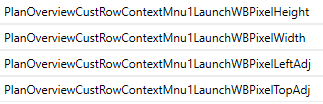 PlanOverviewCustRowContextMnu1LaunchWBPixelHeight
PlanOverviewCustRowContextMnu1LaunchWBPixelWidth
PlanOverviewCustRowContextMnu1LaunchWBPixelLeftAdj
PlanOverviewCustRowContextMnu1LaunchWBPixelTopAdj